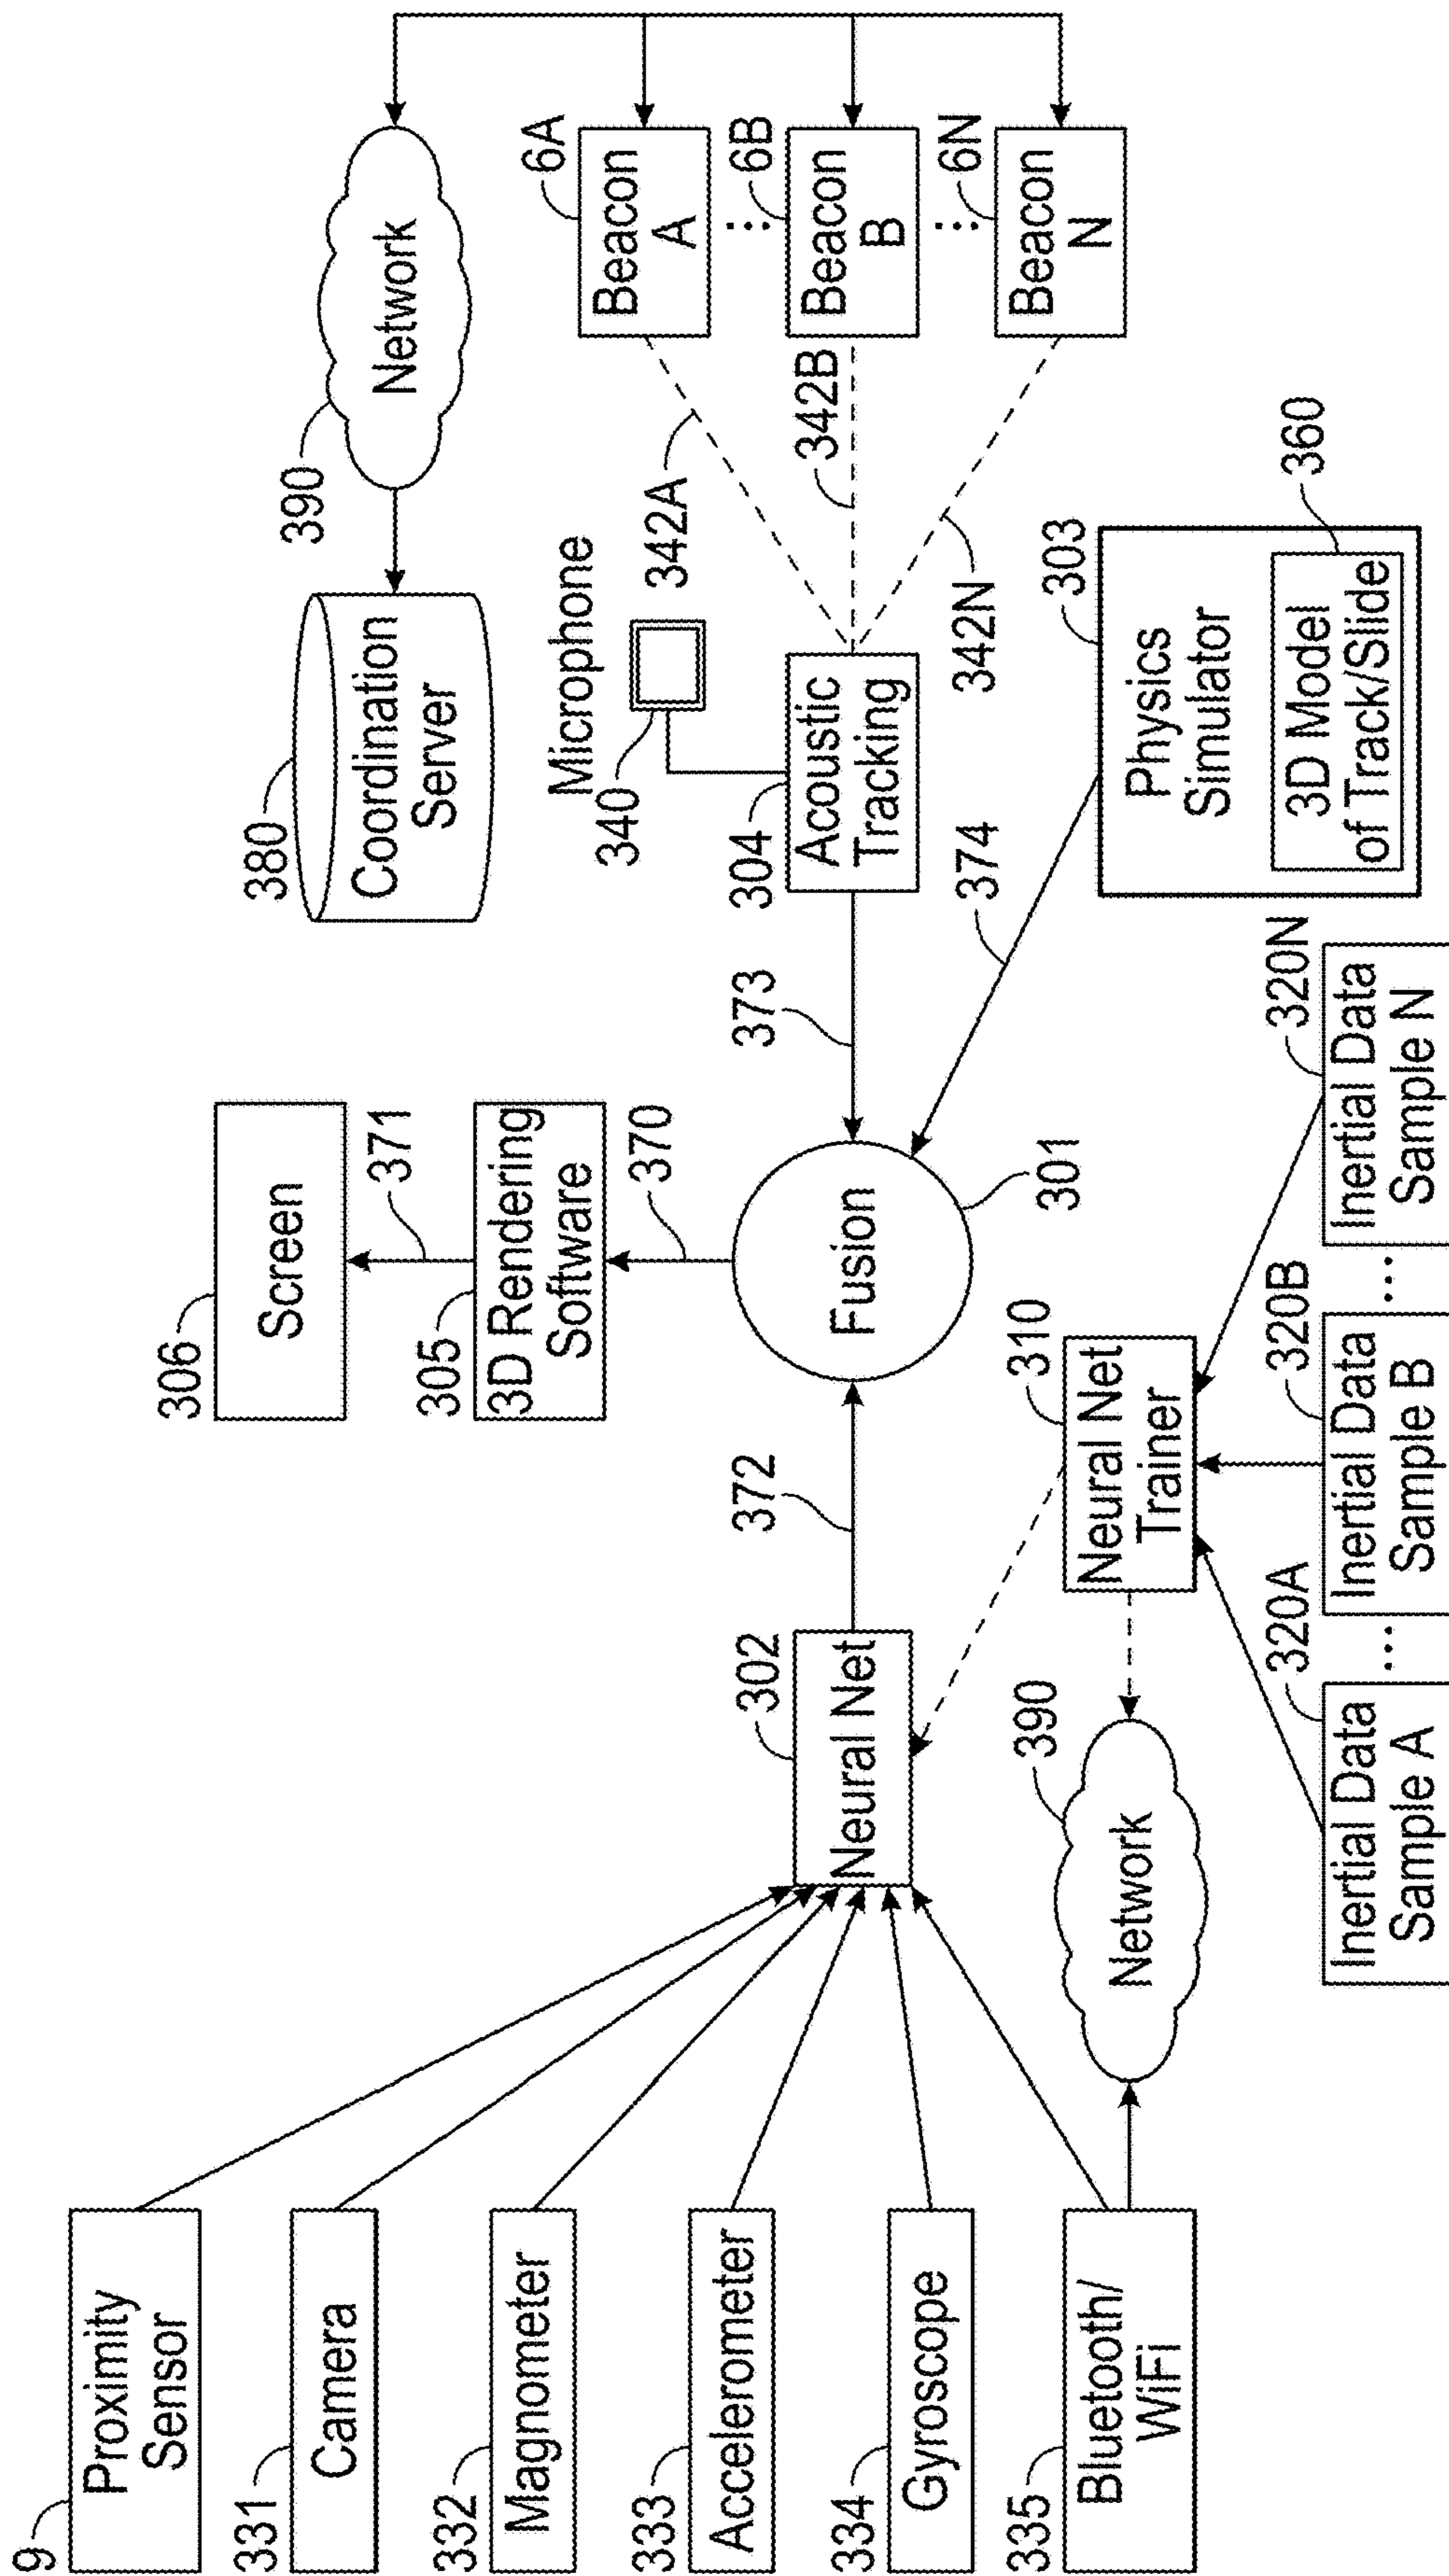 9
Proximity
Sensor
331
Camera
332
Magnometer
333
Accelerometer
334
Gyroscope
335
Bluetooth/
WiFi
302
Neural Net
390
Network
372
306
Screen
371
305
3D Rendering
Software
370
Fusion
301
310
Neural Net
Trainer
320A
Inertial Data
Sample A
...
320B
Inertial Data
Sample B
...
320N
Inertial Data
Sample N
380
Coordination
Server
390
Network
Microphone
340
304
Acoustic
Tracking
373
374
342A
342B
342N
6A
Beacon
A
...
6B
Beacon
B
...
6N
Beacon
N
303
Physics
Simulator
360
3D Model
of Track/Slide